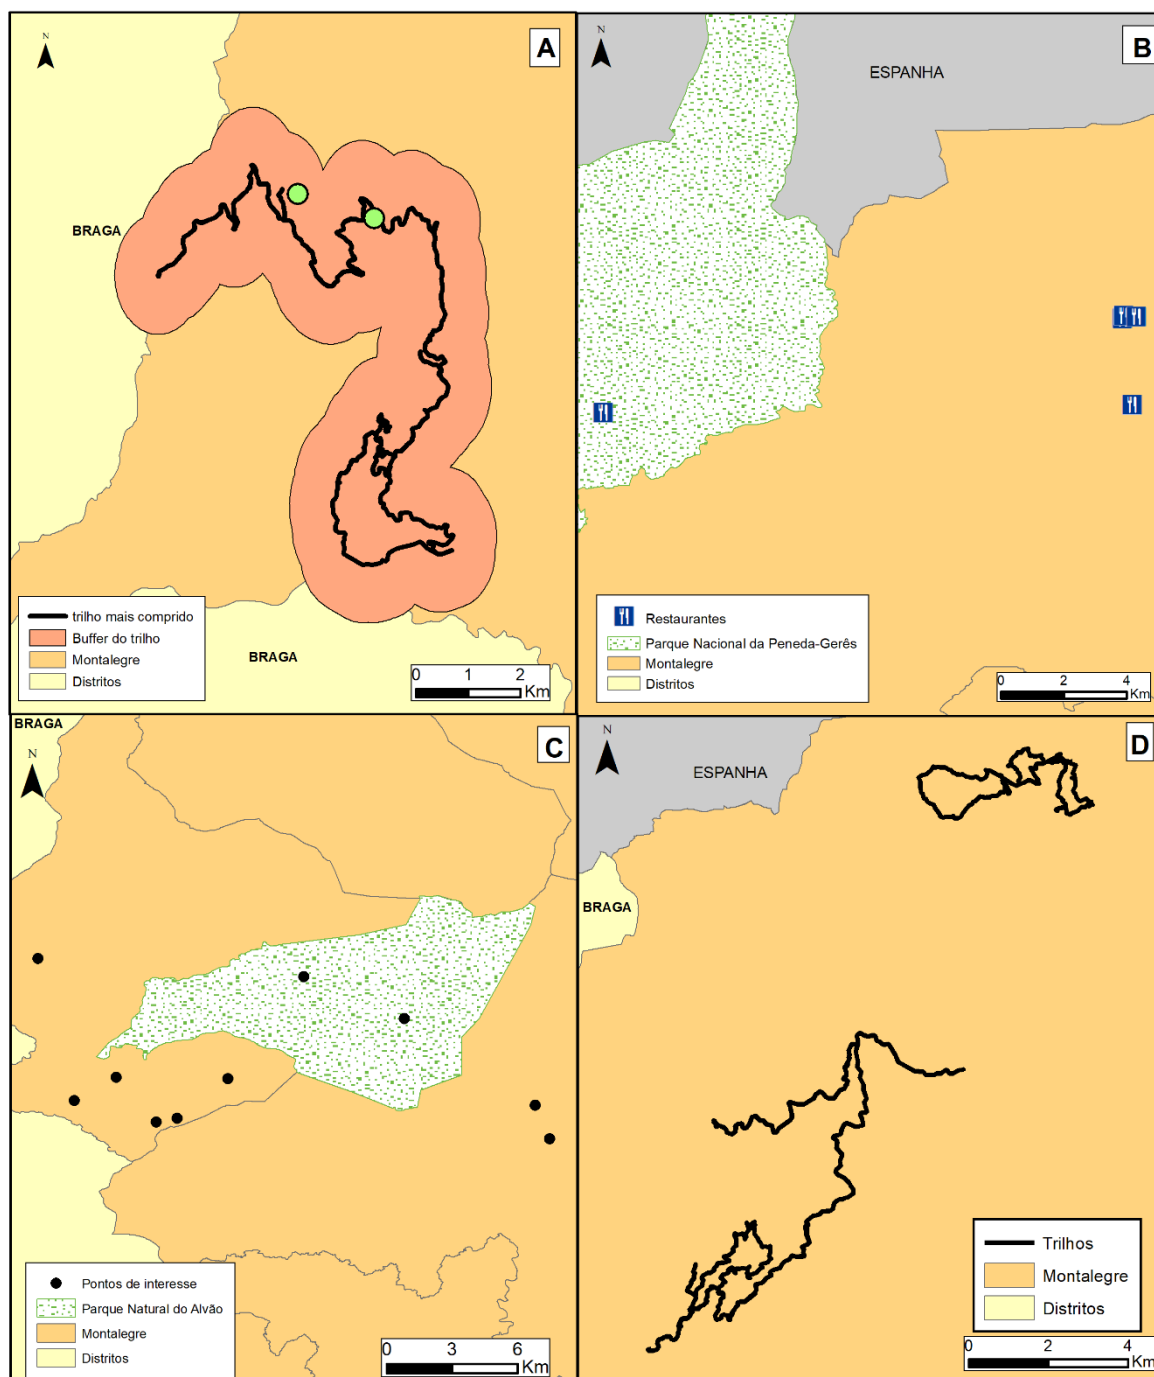 N
A
BRAGA
BRAGA
trilho mais comprido
Buffer do trilho
Montalegre
Distritos
0 1 2
Km
N
B
ESPANHA
Restaurantes
Parque Nacional da Peneda-Gerês
Montalegre
Distritos
0 2 4
Km
BRAGA
N
C
Pontos de interesse
Parque Natural do Alvão
Montalegre
Distritos
0 3 6
Km
N
D
ESPANHA
BRAGA
Trilhos
Montalegre
Distritos
0 2 4
Km